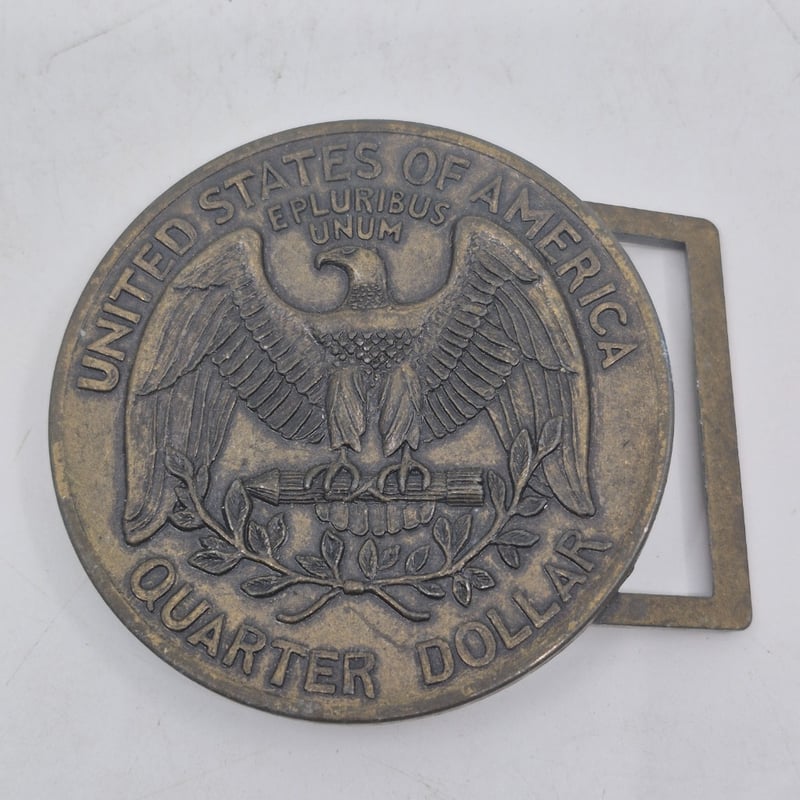 UNITED STATES OF AMERICA
E PLURIBUS
UNUM
QUARTER DOLLAR